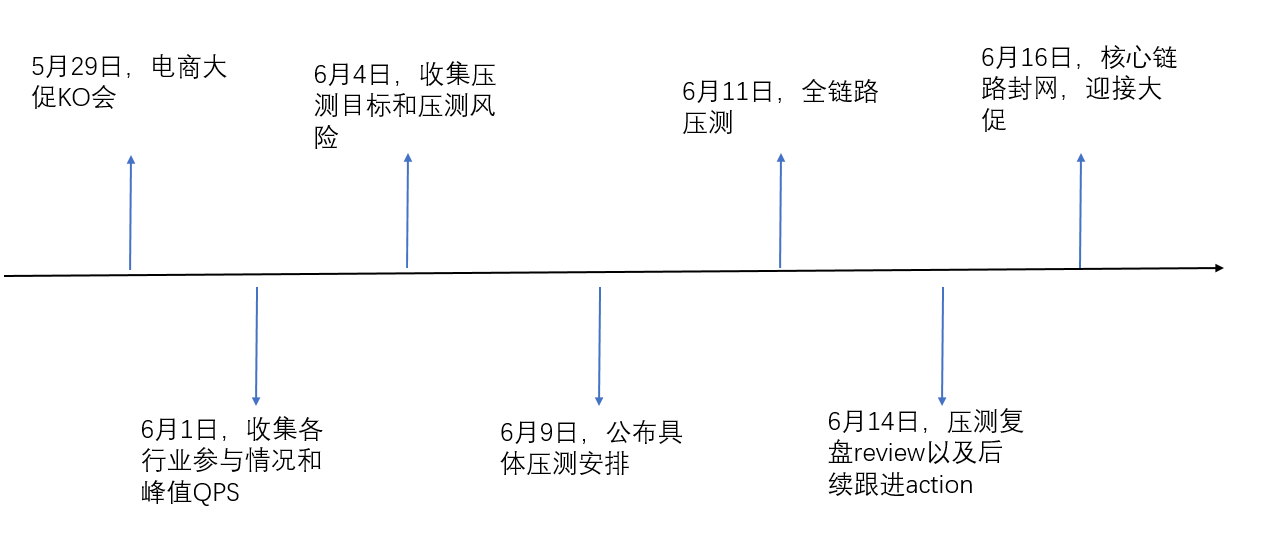 5月29日，电商大
促KO会
6月4日，收集压
测目标和压测风
险
6月11日，全链路
压测
6月16日，核心链
路封网，迎接大
促
6月1日，收集各
行业参与情况和
峰值QPS
6月9日，公布具
体压测安排
6月14日，压测复
盘review以及后
续跟进action